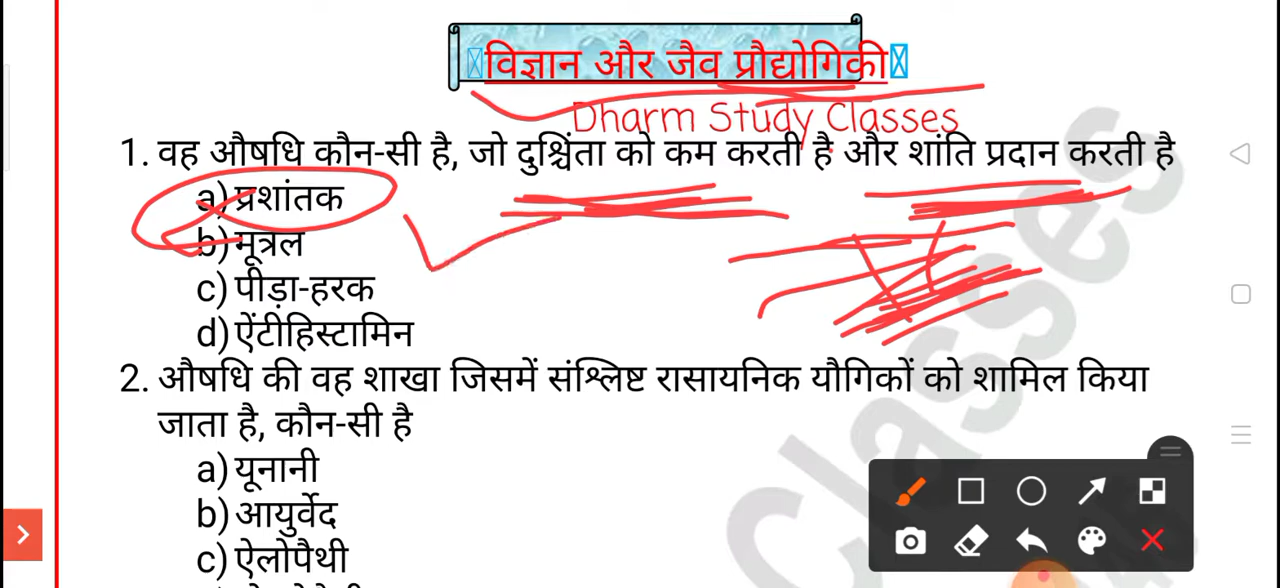 विज्ञान और जैव प्रौद्योगिकी
Dharm Study Classes
1. वह औषधि कौन-सी है, जो दुश्चिंता को कम करती है और शांति प्रदान करती है
a) प्रशांतक
b) मूत्रल
c) पीड़ा-हरक
d) ऐंटीहिस्टामिन
2. औषधि की वह शाखा जिसमें संश्लिष्ट रासायनिक यौगिकों को शामिल किया
जाता है, कौन-सी है
a) यूनानी
b) आयुर्वेद
c) ऐलोपैथी
Classes